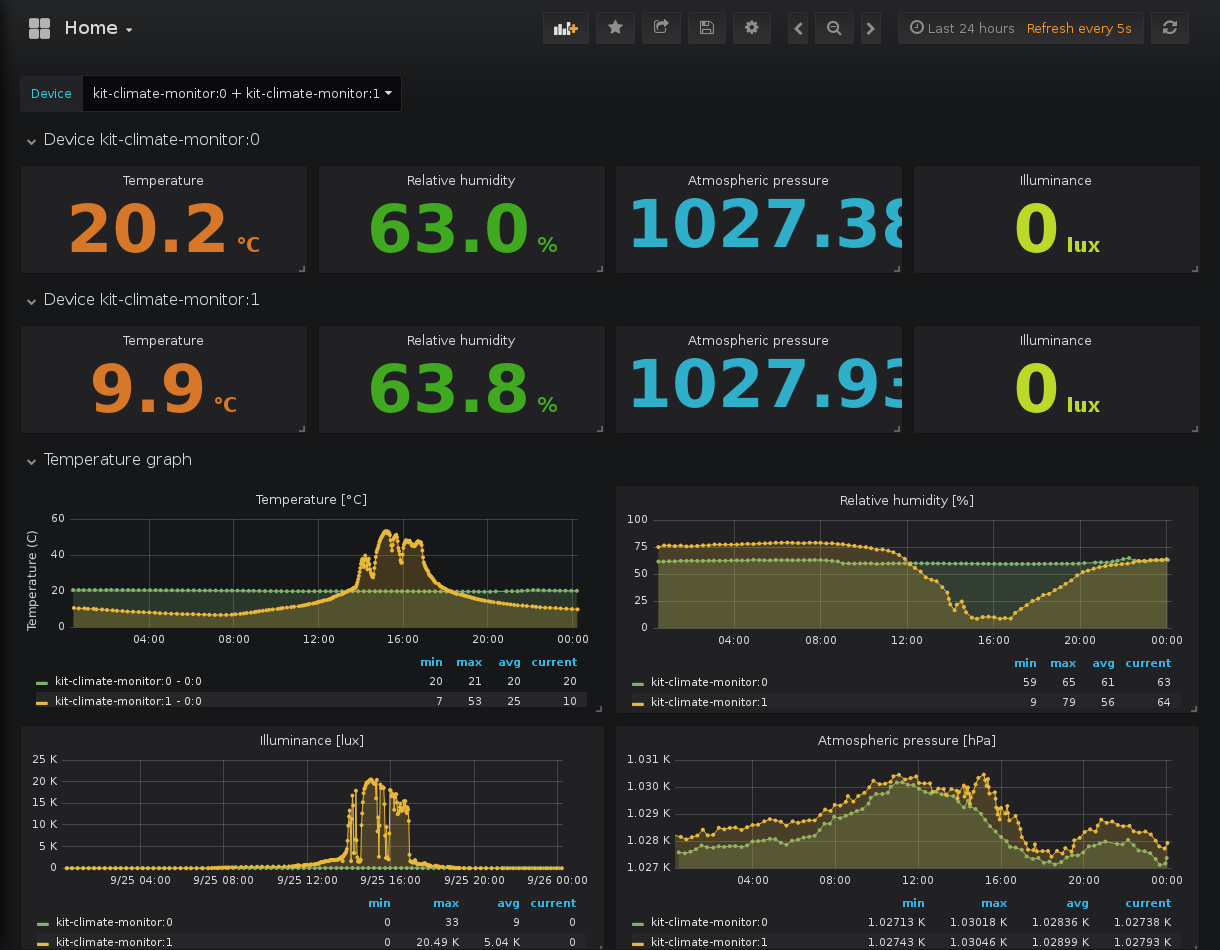 Home
Last 24 hours Refresh every 5s
Device kit-climate-monitor:0 + kit-climate-monitor:1
Device kit-climate-monitor:0
Temperature Relative humidity Atmospheric pressure Illuminance
20.2 °C 63.0 % 1027.38 0 lux
Device kit-climate-monitor:1
Temperature Relative humidity Atmospheric pressure Illuminance
9.9 °C 63.8 % 1027.93 0 lux
Temperature graph
Temperature [°C]
Temperature (C)
60
40
20
0
04:00 08:00 12:00 16:00 20:00 00:00
min max avg current
kit-climate-monitor:0 - 0:0 20 21 20 20
kit-climate-monitor:1 - 0:0 7 53 25 10
Relative humidity [%]
100
75
50
25
0
04:00 08:00 12:00 16:00 20:00 00:00
min max avg current
kit-climate-monitor:0 59 65 61 63
kit-climate-monitor:1 9 79 56 64
Illuminance [lux]
25 K
20 K
15 K
10 K
5 K
0
9/25 04:00 9/25 08:00 9/25 12:00 9/25 16:00 9/25 20:00 9/26 00:00
min max avg current
kit-climate-monitor:0 0 33 9 0
kit-climate-monitor:1 0 20.49 K 5.04 K 0
Atmospheric pressure [hPa]
1.031 K
1.030 K
1.029 K
1.028 K
1.027 K
04:00 08:00 12:00 16:00 20:00 00:00
min max avg current
kit-climate-monitor:0 1.02713 K 1.03018 K 1.02836 K 1.02738 K
kit-climate-monitor:1 1.02743 K 1.03046 K 1.02899 K 1.02793 K